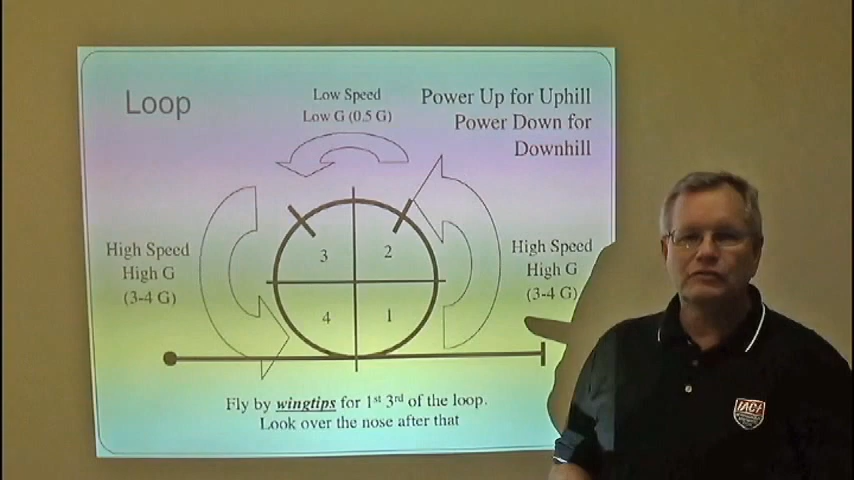 Loop
Low Speed
Low G (0.5 G)
Power Up for Uphill
Power Down for
Downhill
High Speed
High G
(3-4 G)
3
2
4
1
High Speed
High G
(3-4 G)
Fly by wingtips for 1st 3rd of the loop.
Look over the nose after that
IAC